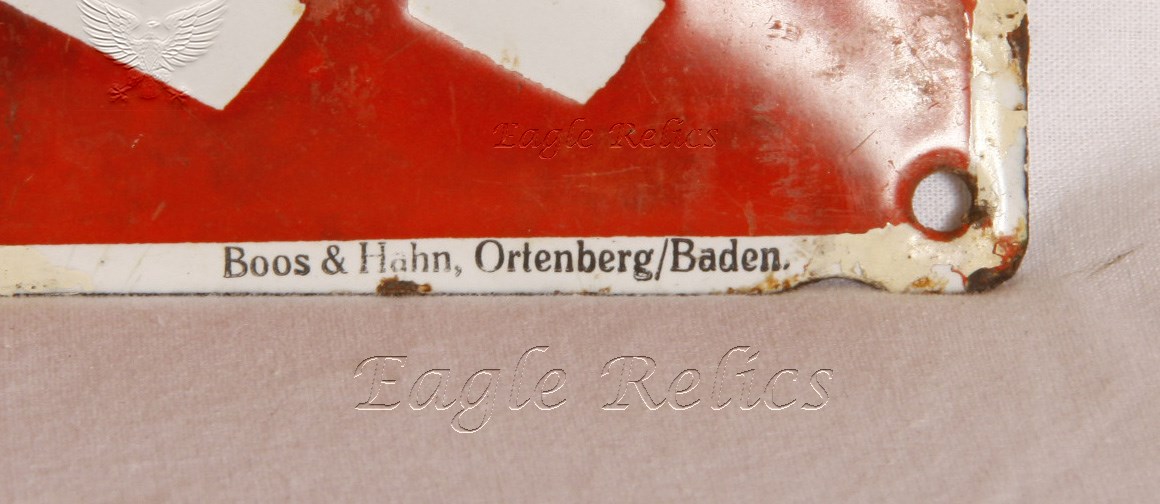 Eagle Relics
Boos & Hahn, Ortenberg/Baden.
Eagle Relics